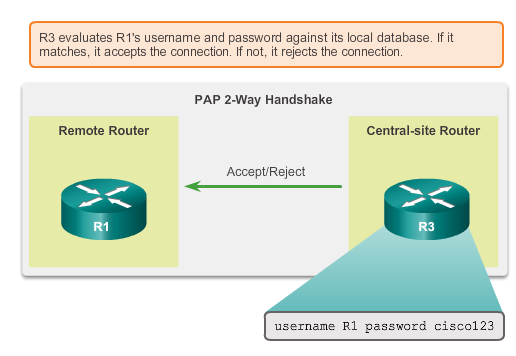 R3 evaluates R1's username and password against its local database. If it
matches, it accepts the connection. If not, it rejects the connection.
PAP 2-Way Handshake
Remote Router
Central-site Router
Accept/Reject
R1
R3
username R1 password cisco123